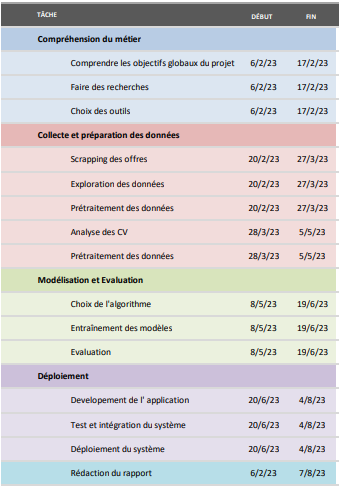 TÂCHE DÉBUT FIN
Compréhension du métier
Comprendre les objectifs globaux du projet 6/2/23 17/2/23
Faire des recherches 6/2/23 17/2/23
Choix des outils 6/2/23 17/2/23
Collecte et préparation des données
Scrapping des offres 20/2/23 27/3/23
Exploration des données 20/2/23 27/3/23
Prétraitement des données 20/2/23 27/3/23
Analyse des CV 28/3/23 5/5/23
Prétraitement des données 28/3/23 5/5/23
Modélisation et Evaluation
Choix de l'algorithme 8/5/23 19/6/23
Entraînement des modèles 8/5/23 19/6/23
Evaluation 8/5/23 19/6/23
Déploiement
Developement de l' application 20/6/23 4/8/23
Test et intégration du système 20/6/23 4/8/23
Déploiement du système 20/6/23 4/8/23
Rédaction du rapport 6/2/23 7/8/23